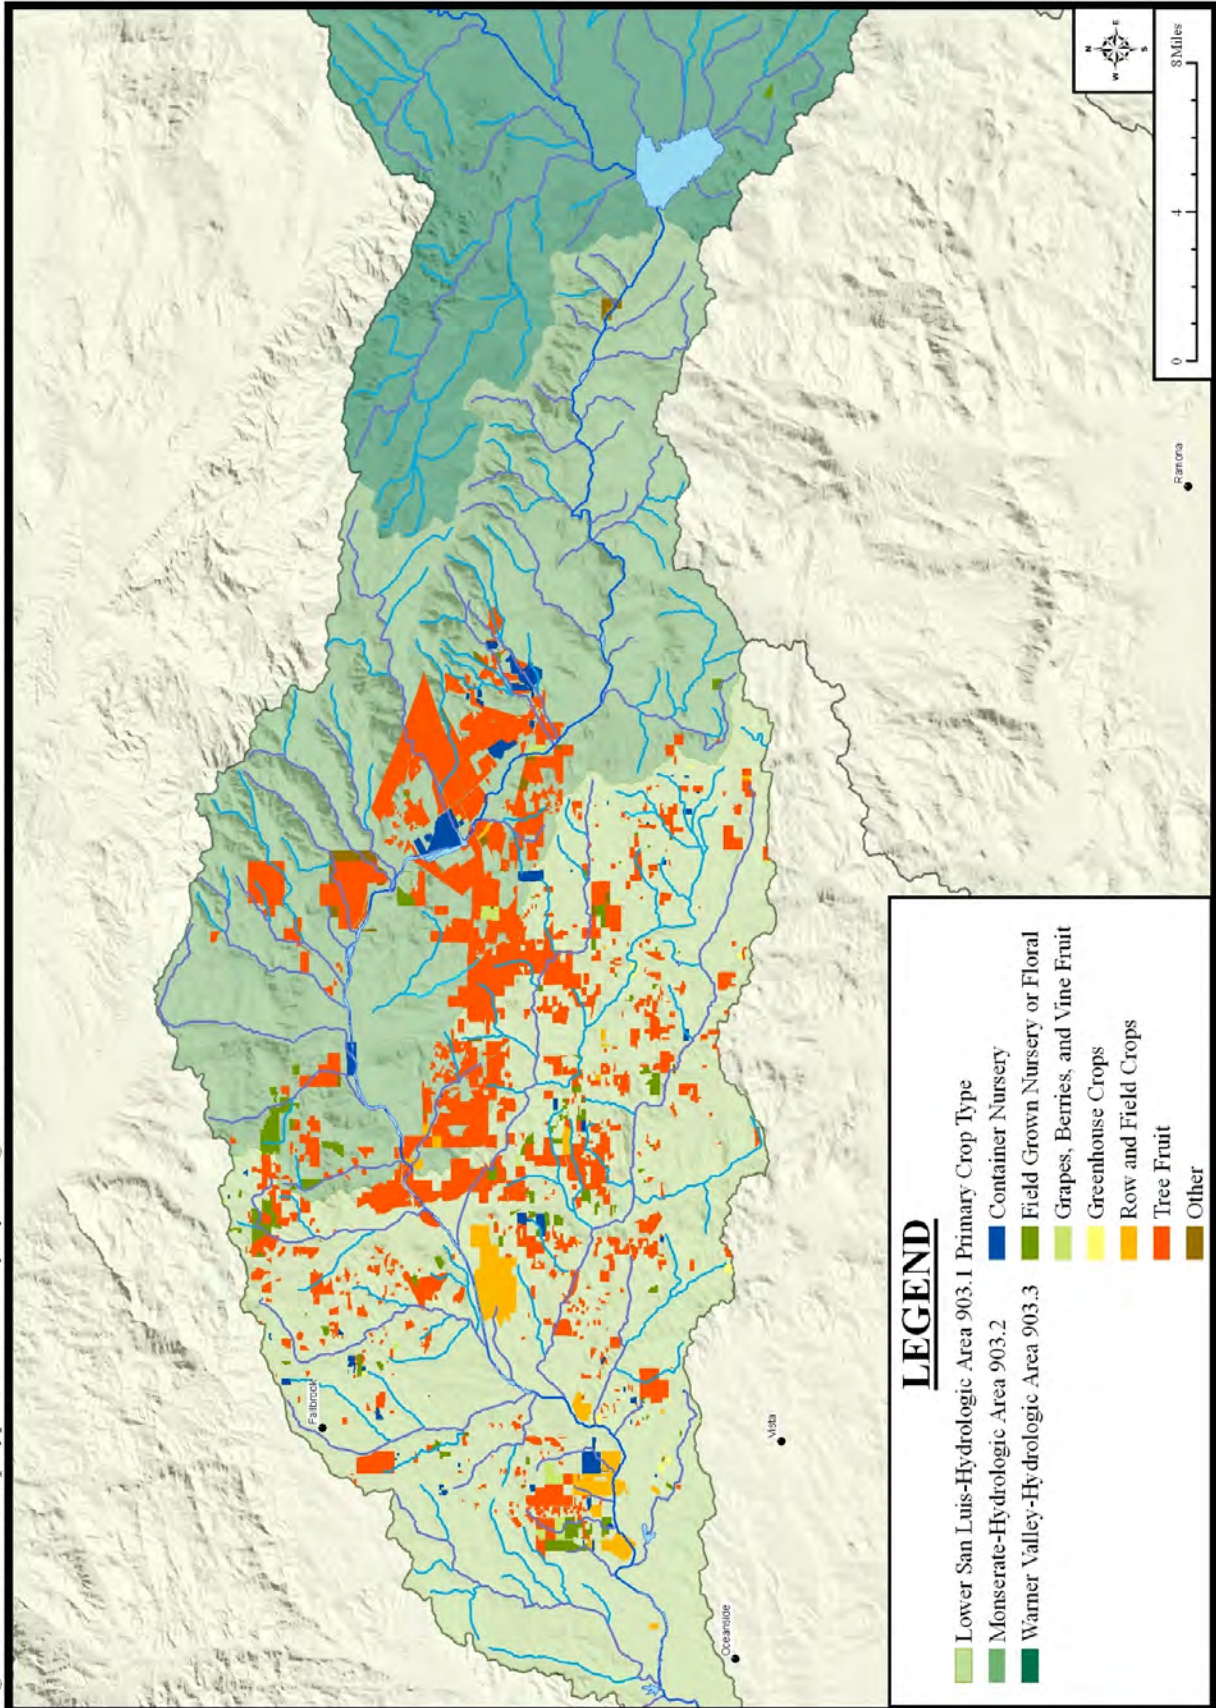 N
W E
S
0 4 8 Miles
Fallbrook
Vista
Oceanside
Ramona
LEGEND
Lower San Luis-Hydrologic Area 903.1
Monserate-Hydrologic Area 903.2
Warner Valley-Hydrologic Area 903.3
Primary Crop Type
Container Nursery
Field Grown Nursery or Floral
Grapes, Berries, and Vine Fruit
Greenhouse Crops
Row and Field Crops
Tree Fruit
Other